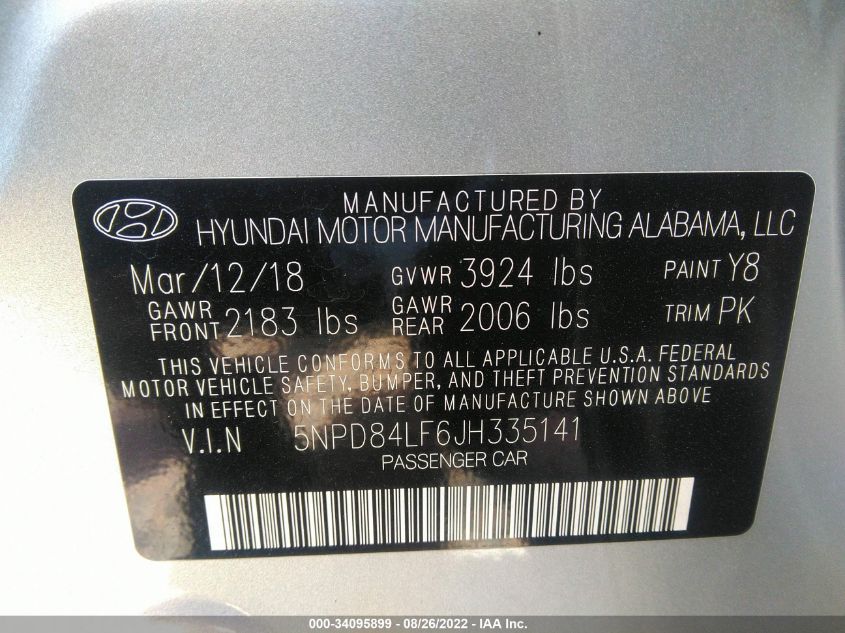 MANUFACTURED BY
HYUNDAI MOTOR MANUFACTURING ALABAMA, LLC
Mar/12/18 GVWR 3924 lbs PAINT Y8
GAWR FRONT 2183 lbs GAWR REAR 2006 lbs TRIM PK
THIS VEHICLE CONFORMS TO ALL APPLICABLE U.S.A. FEDERAL
MOTOR VEHICLE SAFETY, BUMPER, AND THEFT PREVENTION STANDARDS
IN EFFECT ON THE DATE OF MANUFACTURE SHOWN ABOVE
V.I.N 5NPD84LF6JH335141
PASSENGER CAR
000-34095899 - 08/26/2022 - IAA Inc.